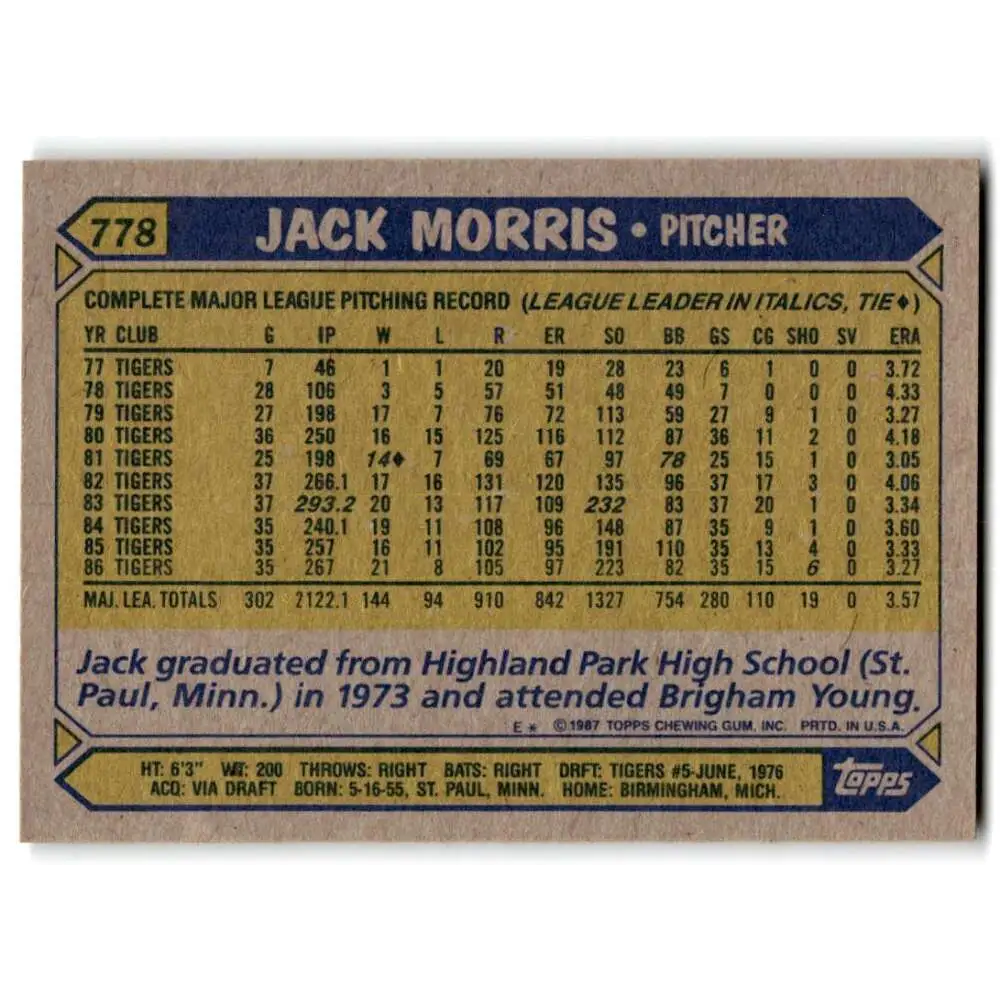 778 JACK MORRIS • PITCHER
COMPLETE MAJOR LEAGUE PITCHING RECORD (LEAGUE LEADER IN ITALICS, TIE♦)
YR CLUB G IP W L R ER SO BB GS CG SHO SV ERA
77 TIGERS 7 46 1 1 20 19 28 23 6 1 0 0 3.72
78 TIGERS 28 106 3 5 57 51 48 49 7 0 0 0 4.33
79 TIGERS 27 198 17 7 76 72 113 59 27 9 1 0 3.27
80 TIGERS 36 250 16 15 125 116 112 87 36 11 2 0 4.18
81 TIGERS 25 198 14♦ 7 69 67 97 78 25 15 1 0 3.05
82 TIGERS 37 266.1 17 16 131 120 135 96 37 17 3 0 4.06
83 TIGERS 37 293.2 20 13 117 109 232 83 37 20 1 0 3.34
84 TIGERS 35 240.1 19 11 108 96 148 87 35 9 1 0 3.60
85 TIGERS 35 257 16 11 102 95 191 110 35 13 4 0 3.33
86 TIGERS 35 267 21 8 105 97 223 82 35 15 6 0 3.27
MAJ. LEA. TOTALS 302 2122.1 144 94 910 842 1327 754 280 110 19 0 3.57
Jack graduated from Highland Park High School (St.
Paul, Minn.) in 1973 and attended Brigham Young.
E * © 1987 TOPPS CHEWING GUM, INC. PRTD. IN U.S.A.
HT: 6'3" WT: 200 THROWS: RIGHT BATS: RIGHT DRFT: TIGERS #5-JUNE, 1976
ACQ: VIA DRAFT BORN: 5-16-55, ST. PAUL, MINN. HOME: BIRMINGHAM, MICH.
topps